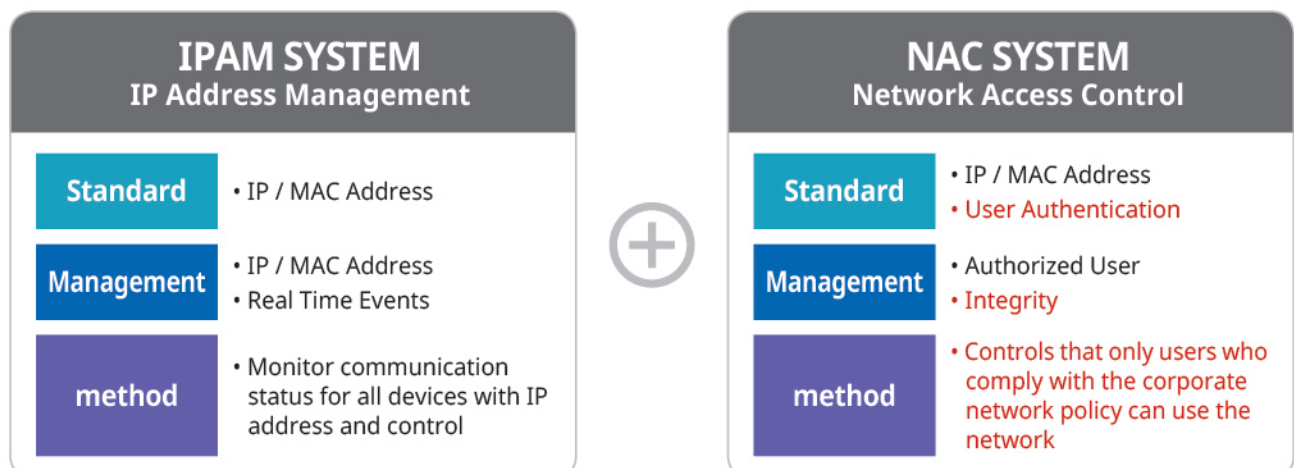 IPAM SYSTEM
IP Address Management
Standard
• IP / MAC Address
Management
• IP / MAC Address
• Real Time Events
method
• Monitor communication
status for all devices with IP
address and control
NAC SYSTEM
Network Access Control
Standard
• IP / MAC Address
• User Authentication
Management
• Authorized User
• Integrity
method
• Controls that only users who
comply with the corporate
network policy can use the
network